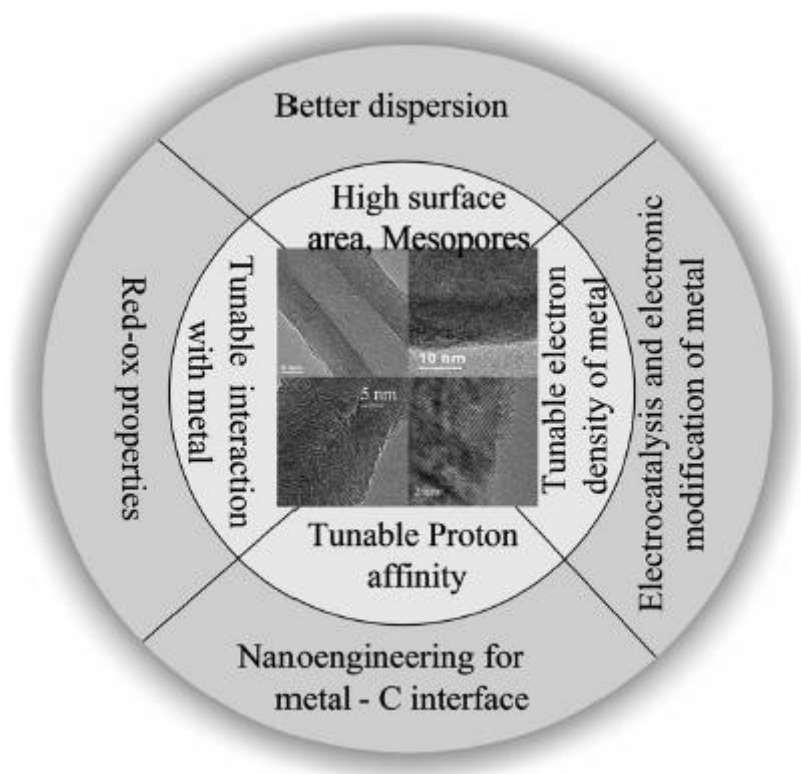 Better dispersion
High surface
area, Mesopores
Tunable interaction
with metal
Red-ox properties
10 nm
5 nm
Tunable electron
density of metal
Electrocatalysis and electronic
modification of metal
Tunable Proton
affinity
Nanoengineering for
metal - C interface